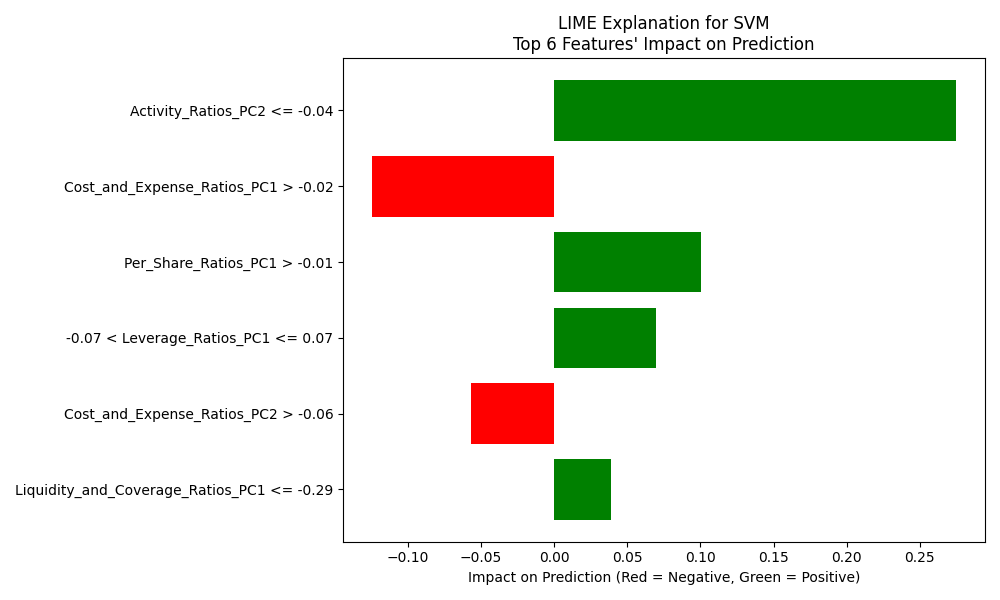 LIME Explanation for SVM
Top 6 Features' Impact on Prediction
Activity_Ratios_PC2 <= -0.04
Cost_and_Expense_Ratios_PC1 > -0.02
Per_Share_Ratios_PC1 > -0.01
-0.07 < Leverage_Ratios_PC1 <= 0.07
Cost_and_Expense_Ratios_PC2 > -0.06
Liquidity_and_Coverage_Ratios_PC1 <= -0.29
−0.10 −0.05 0.00 0.05 0.10 0.15 0.20 0.25
Impact on Prediction (Red = Negative, Green = Positive)